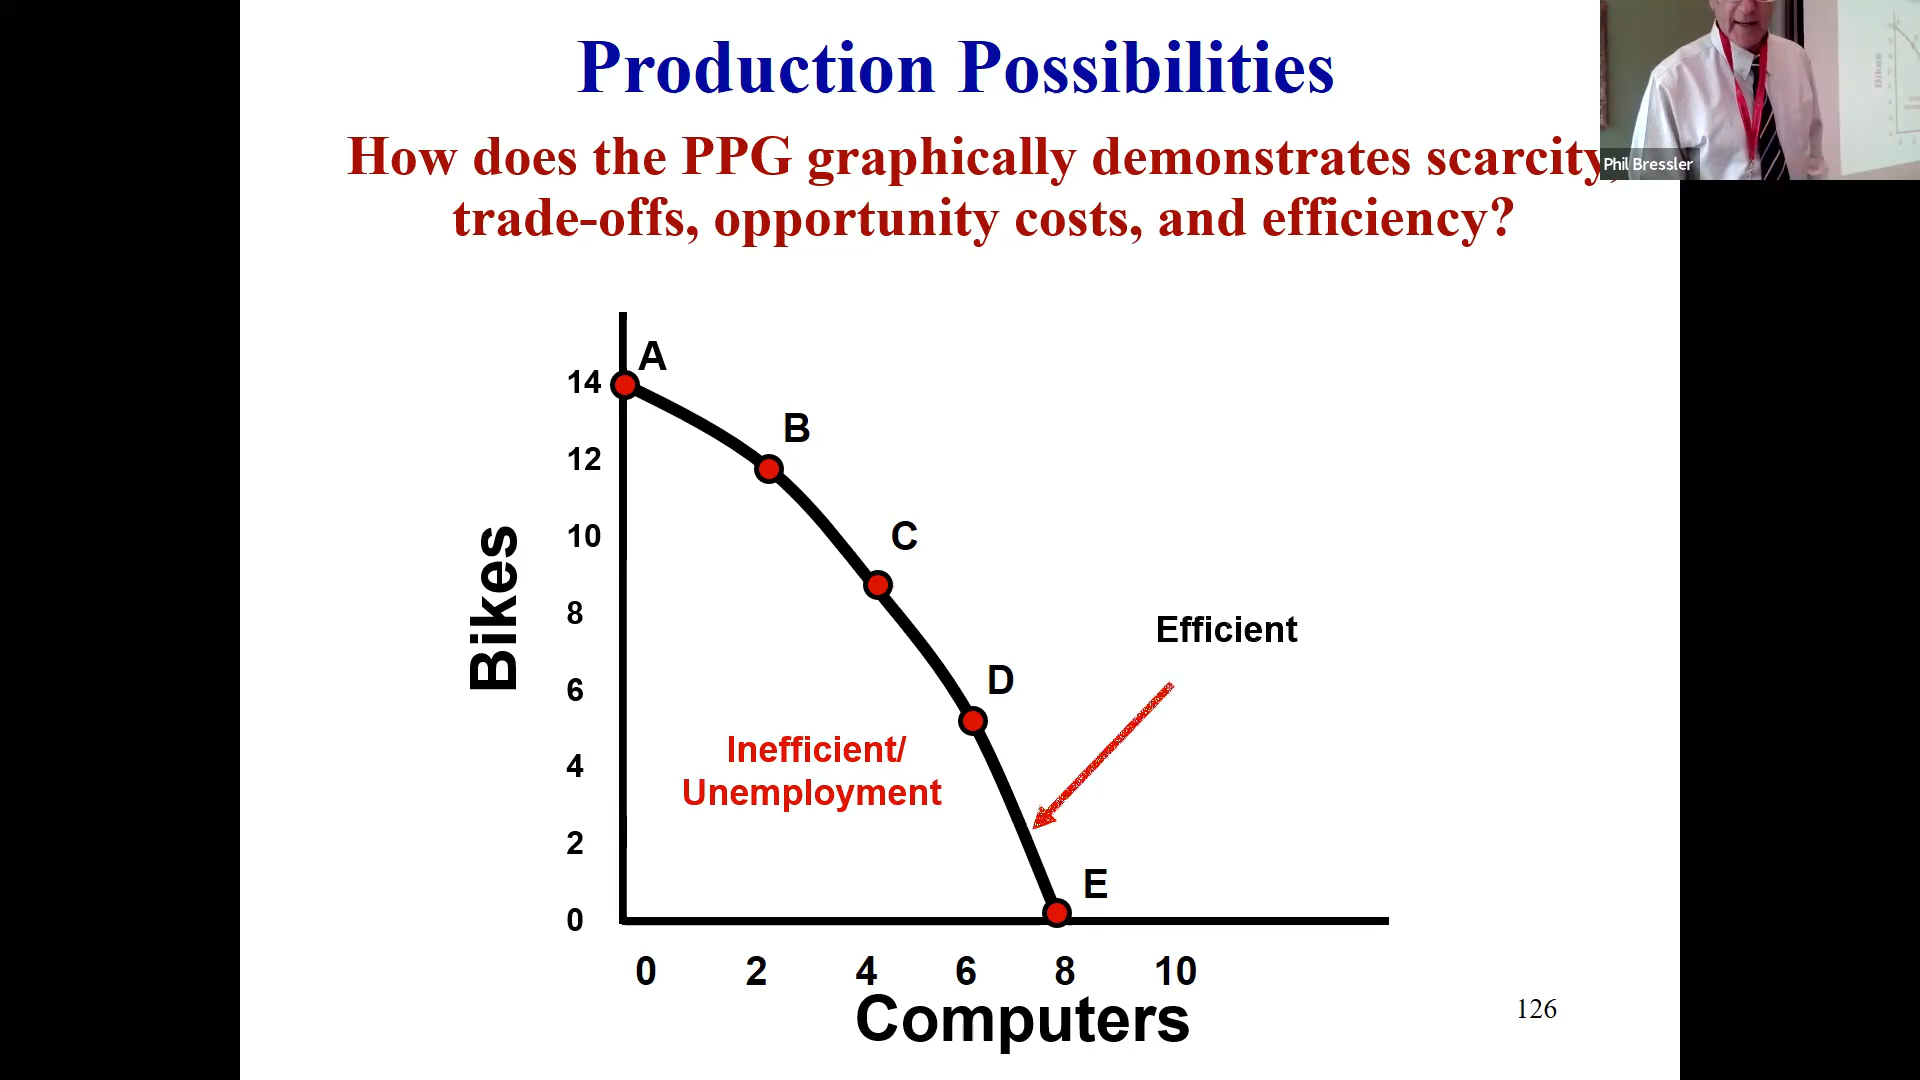 Production Possibilities
How does the PPG graphically demonstrates scarcity,
trade-offs, opportunity costs, and efficiency?
Phil Bressler
A
14
B
12
C
10
Bikes
8
Efficient
D
6
Inefficient/
Unemployment
4
2
E
0
0 2 4 6 8 10
Computers
126
Bikes